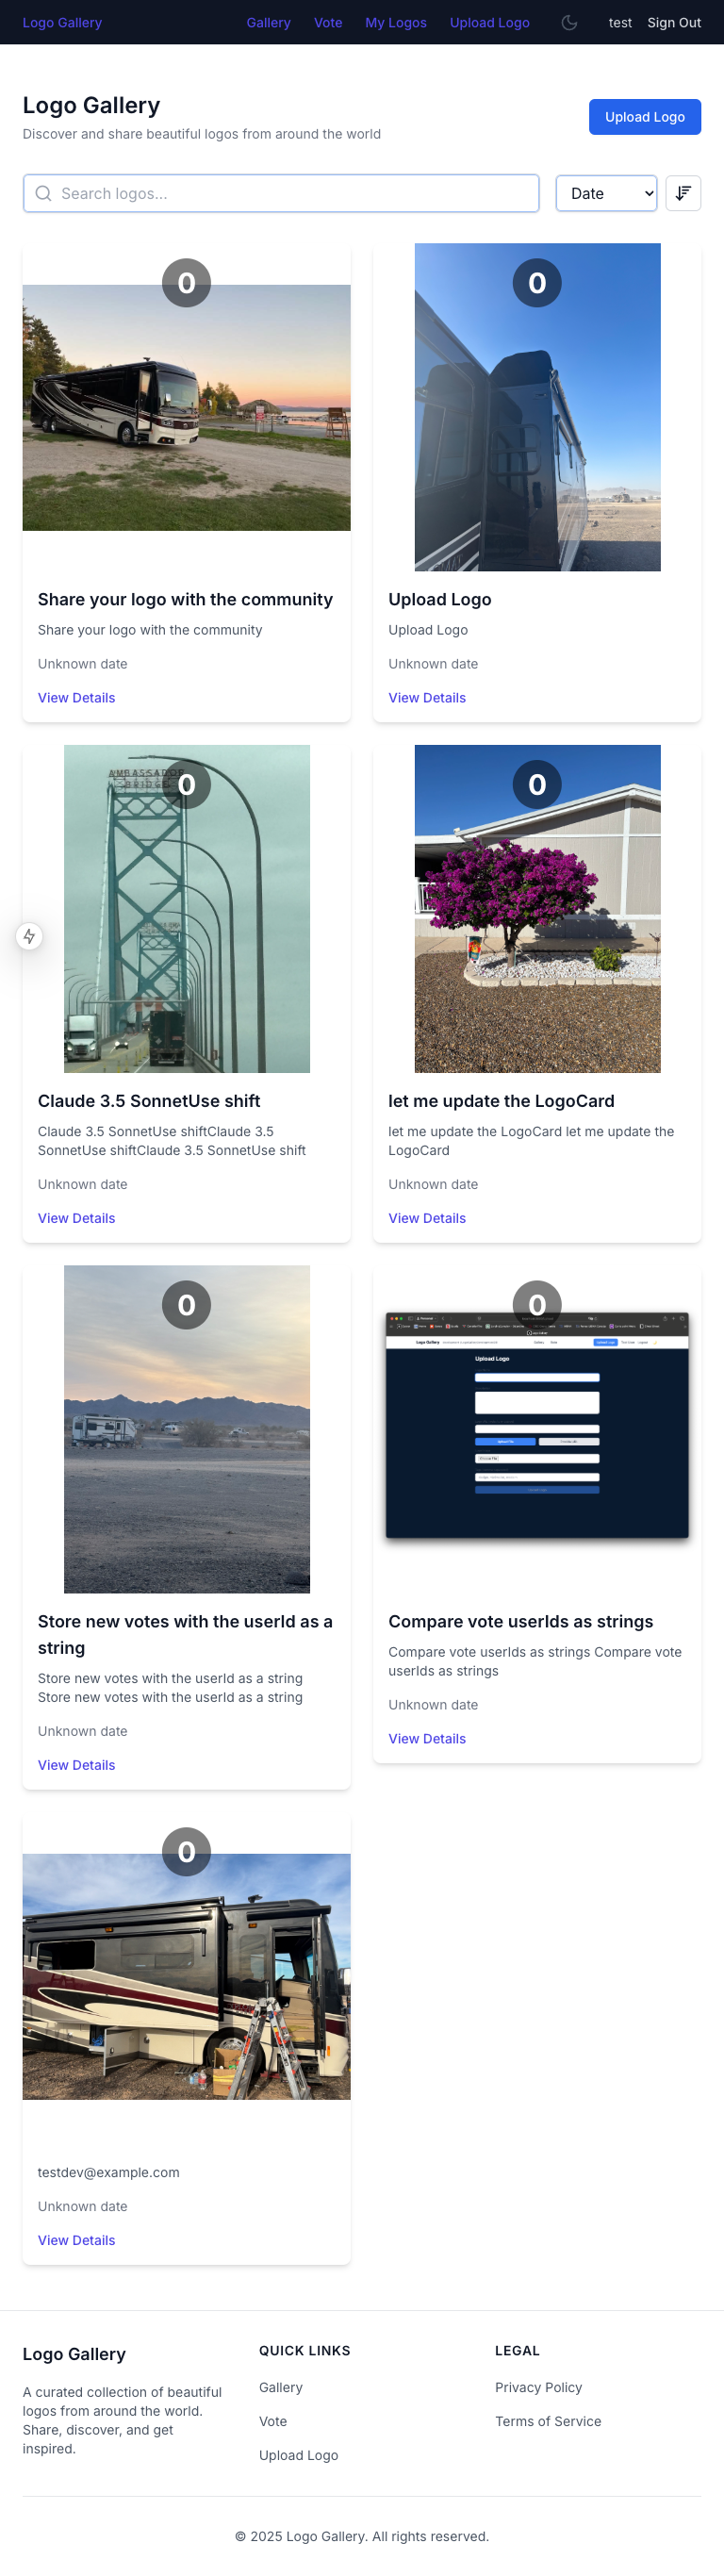 Logo Gallery Gallery Vote My Logos Upload Logo test Sign Out
Logo Gallery
Discover and share beautiful logos from around the world
Upload Logo
Search logos...
Date
0
Share your logo with the community
Share your logo with the community
Unknown date
View Details
0
Upload Logo
Upload Logo
Unknown date
View Details
AMBASSADOR
BRIDGE
0
Claude 3.5 SonnetUse shift
Claude 3.5 SonnetUse shiftClaude 3.5
SonnetUse shiftClaude 3.5 SonnetUse shift
Unknown date
View Details
0
let me update the LogoCard
let me update the LogoCard let me update the
LogoCard
Unknown date
View Details
0
Store new votes with the userId as a
string
Store new votes with the userId as a string
Store new votes with the userId as a string
Unknown date
View Details
0
Logo Gallery
Upload Logo
Compare vote userIds as strings
Compare vote userIds as strings Compare vote
userIds as strings
Unknown date
View Details
0
testdev@example.com
Unknown date
View Details
Logo Gallery
A curated collection of beautiful
logos from around the world.
Share, discover, and get
inspired.
QUICK LINKS
Gallery
Vote
Upload Logo
LEGAL
Privacy Policy
Terms of Service
© 2025 Logo Gallery. All rights reserved.